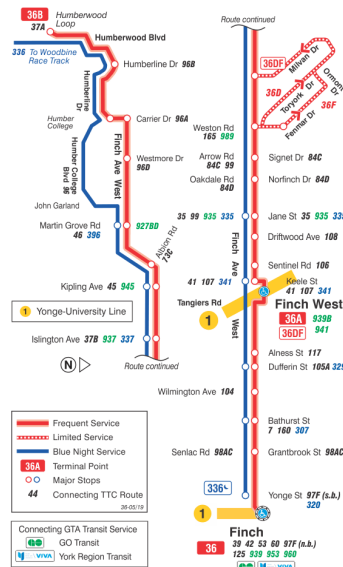 36B
37A
Humberwood
Loop
Humberwood Blvd
336 To Woodbine
Race Track
Humberline Dr 96B
Humberline
Dr
Humber
College
Carrier Dr 96A
Humber College
Blvd 96
Finch Ave West
Westmore Dr
96D
John Garland
Martin Grove Rd
46 396
927BD
Albion Rd
73C
Kipling Ave 45 945
1 Yonge-University Line
Islington Ave 37B 937 337
N
Route continued
Frequent Service
Limited Service
Blue Night Service
36A Terminal Point
Major Stops
44 Connecting TTC Route
36-05/19
Connecting GTA Transit Service
GO GO Transit
VIVA York Region Transit
Route continued
36DF
Milvan Dr
Ormont
Dr
36D
Toryork Dr
36F
Fenmar Dr
Weston Rd
165 989
Arrow Rd
84C 99
Signet Dr 84C
Oakdale Rd
84D
Norfinch Dr 84D
35 99 935 335
Jane St 35 935 335
Finch Ave West
Driftwood Ave 108
Sentinel Rd 106
41 107 341
Keele St
41 107 341
Tangiers Rd
1
Finch West
36A 939B
36DF 941
Alness St 117
Dufferin St 105A 329
Wilmington Ave 104
Bathurst St
7 160 307
Senlac Rd 98AC
Grantbrook St 98AC
336
Yonge St 97F (s.b.)
320
1
Finch
36 39 42 53 60 97F (n.b.)
125 939 953 960
GO VIVA